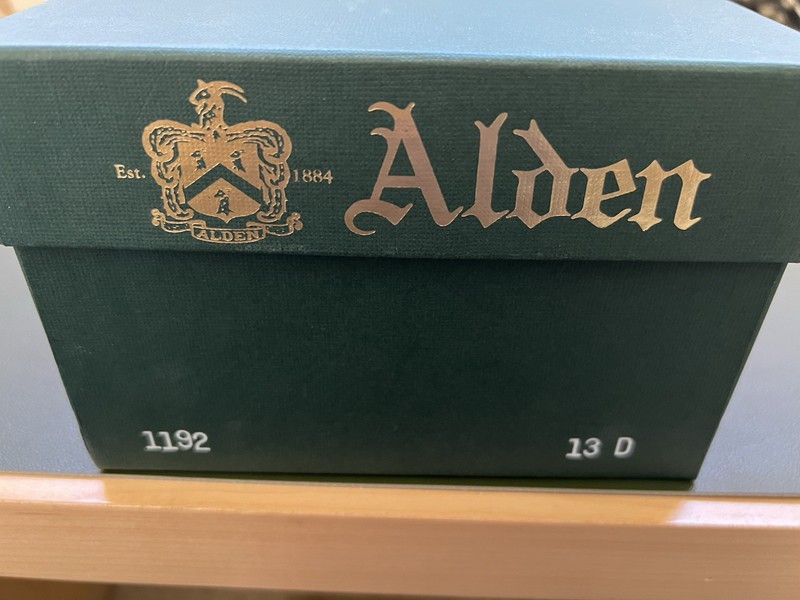 Est. 1884
Alden
ALDEN
1192
13 D